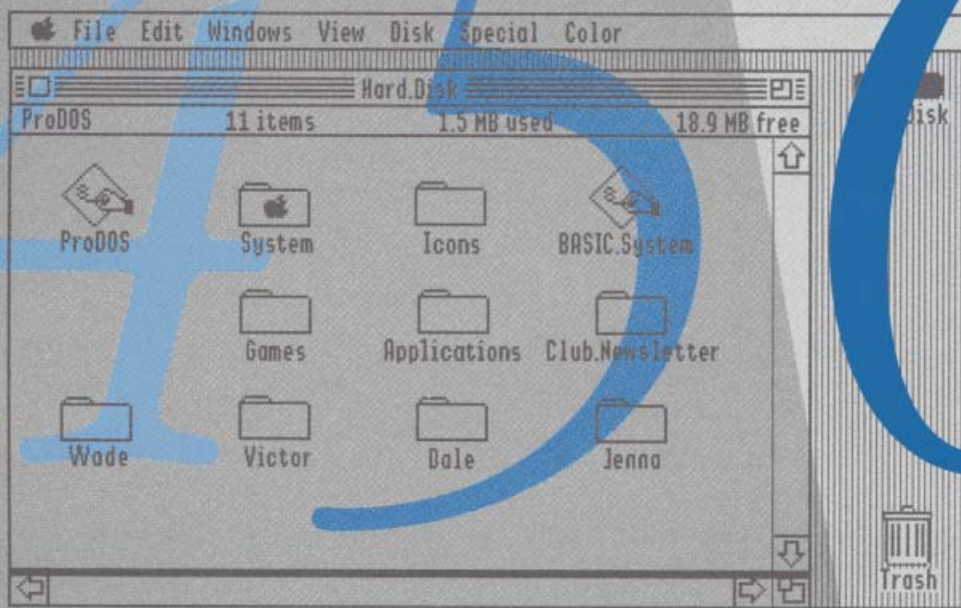 File Edit Windows View Disk Special Color
Hard.Disk
ProDOS 11 items 1.5 MB used 18.9 MB free
Disk
ProDOS System Icons BASIC.System
Games Applications Club.Newsletter
Wade Victor Dale Jenna
Trash
45